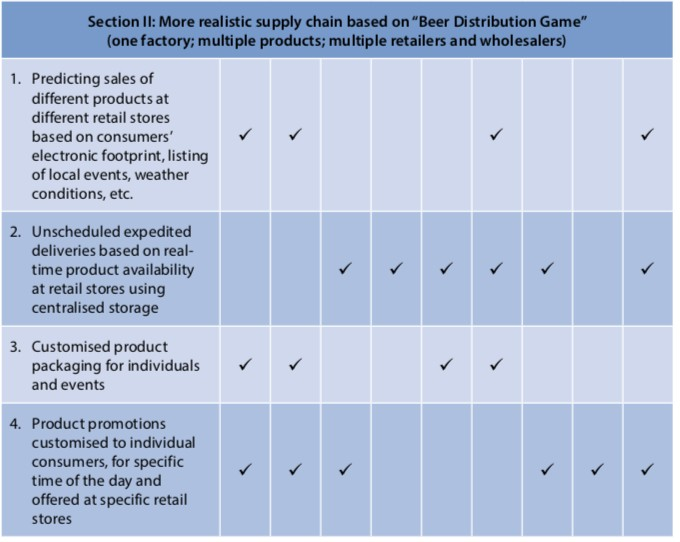 Section II: More realistic supply chain based on “Beer Distribution Game”
(one factory; multiple products; multiple retailers and wholesalers)
1. Predicting sales of
different products at
different retail stores
based on consumers’
electronic footprint, listing
of local events, weather
conditions, etc.
✓ ✓ ✓ ✓
2. Unscheduled expedited
deliveries based on real-
time product availability
at retail stores using
centralised storage
✓ ✓ ✓ ✓ ✓ ✓
3. Customised product
packaging for individuals
and events
✓ ✓ ✓ ✓
4. Product promotions
customised to individual
consumers, for specific
time of the day and
offered at specific retail
stores
✓ ✓ ✓ ✓ ✓ ✓